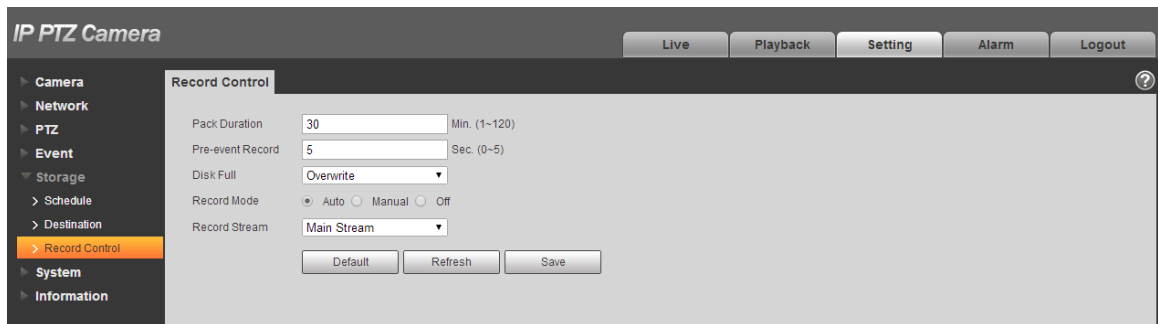 IP PTZ Camera
Live Playback Setting Alarm Logout
Camera
Network
PTZ
Event
Storage
Schedule
Destination
Record Control
System
Information
Record Control ?
Pack Duration 30 Min. (1~120)
Pre-event Record 5 Sec. (0~5)
Disk Full Overwrite
Record Mode Auto Manual Off
Record Stream Main Stream
Default Refresh Save